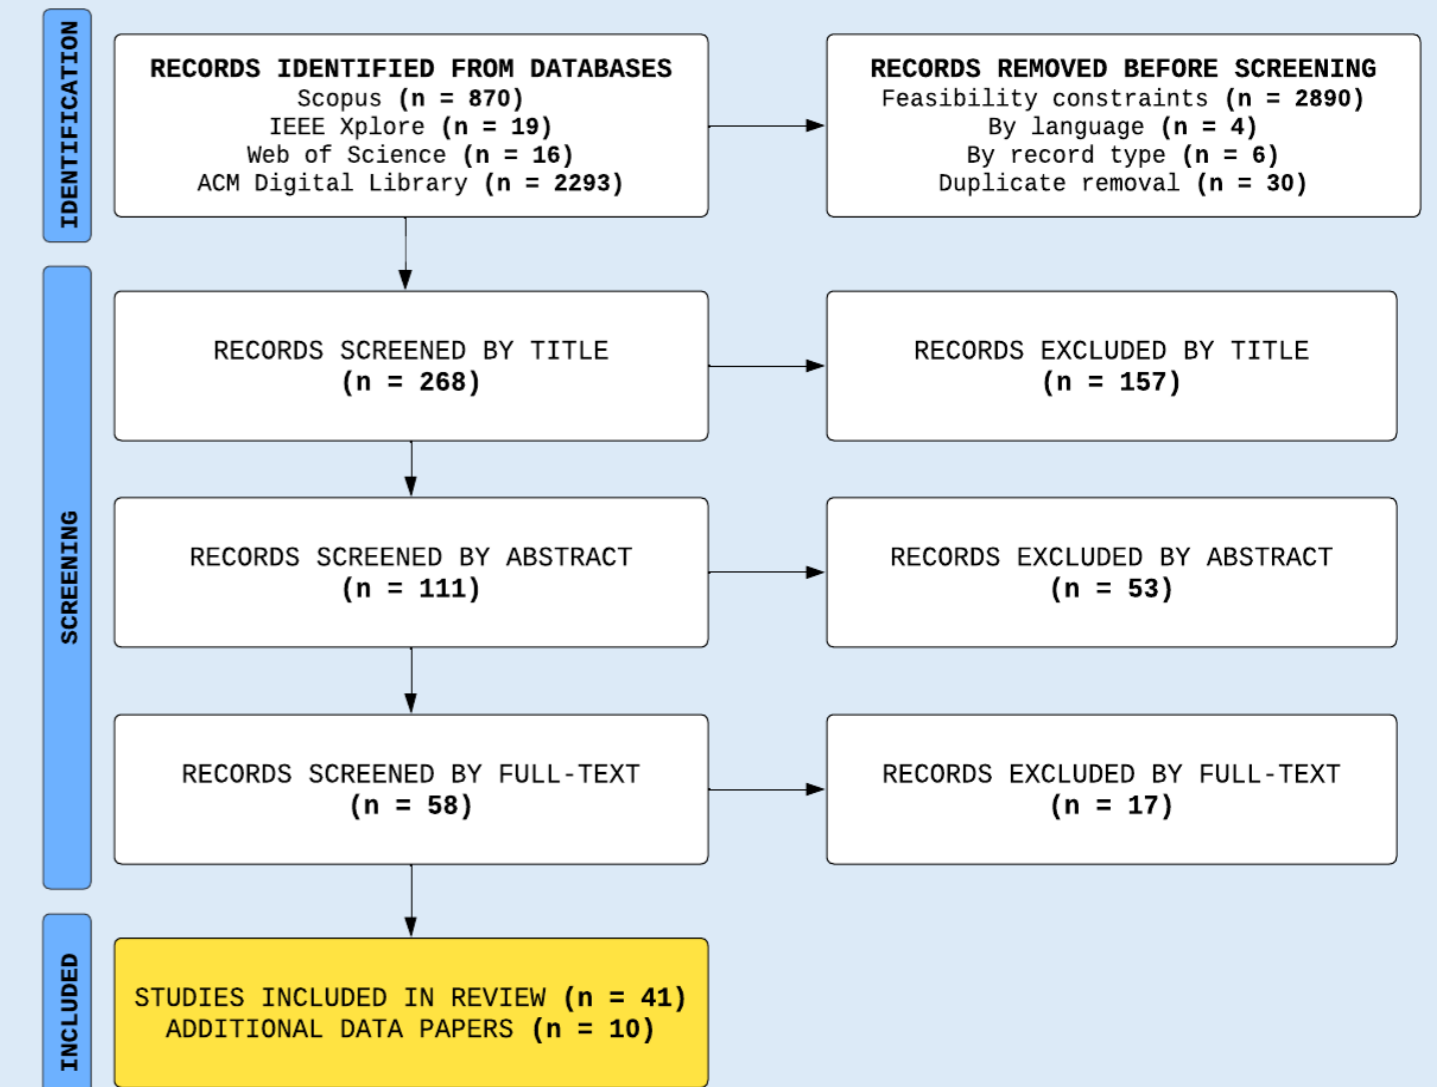 IDENTIFICATION
RECORDS IDENTIFIED FROM DATABASES
Scopus (n = 870)
IEEE Xplore (n = 19)
Web of Science (n = 16)
ACM Digital Library (n = 2293)
RECORDS REMOVED BEFORE SCREENING
Feasibility constraints (n = 2890)
By language (n = 4)
By record type (n = 6)
Duplicate removal (n = 30)
SCREENING
RECORDS SCREENED BY TITLE
(n = 268)
RECORDS EXCLUDED BY TITLE
(n = 157)
RECORDS SCREENED BY ABSTRACT
(n = 111)
RECORDS EXCLUDED BY ABSTRACT
(n = 53)
RECORDS SCREENED BY FULL-TEXT
(n = 58)
RECORDS EXCLUDED BY FULL-TEXT
(n = 17)
INCLUDED
STUDIES INCLUDED IN REVIEW (n = 41)
ADDITIONAL DATA PAPERS (n = 10)